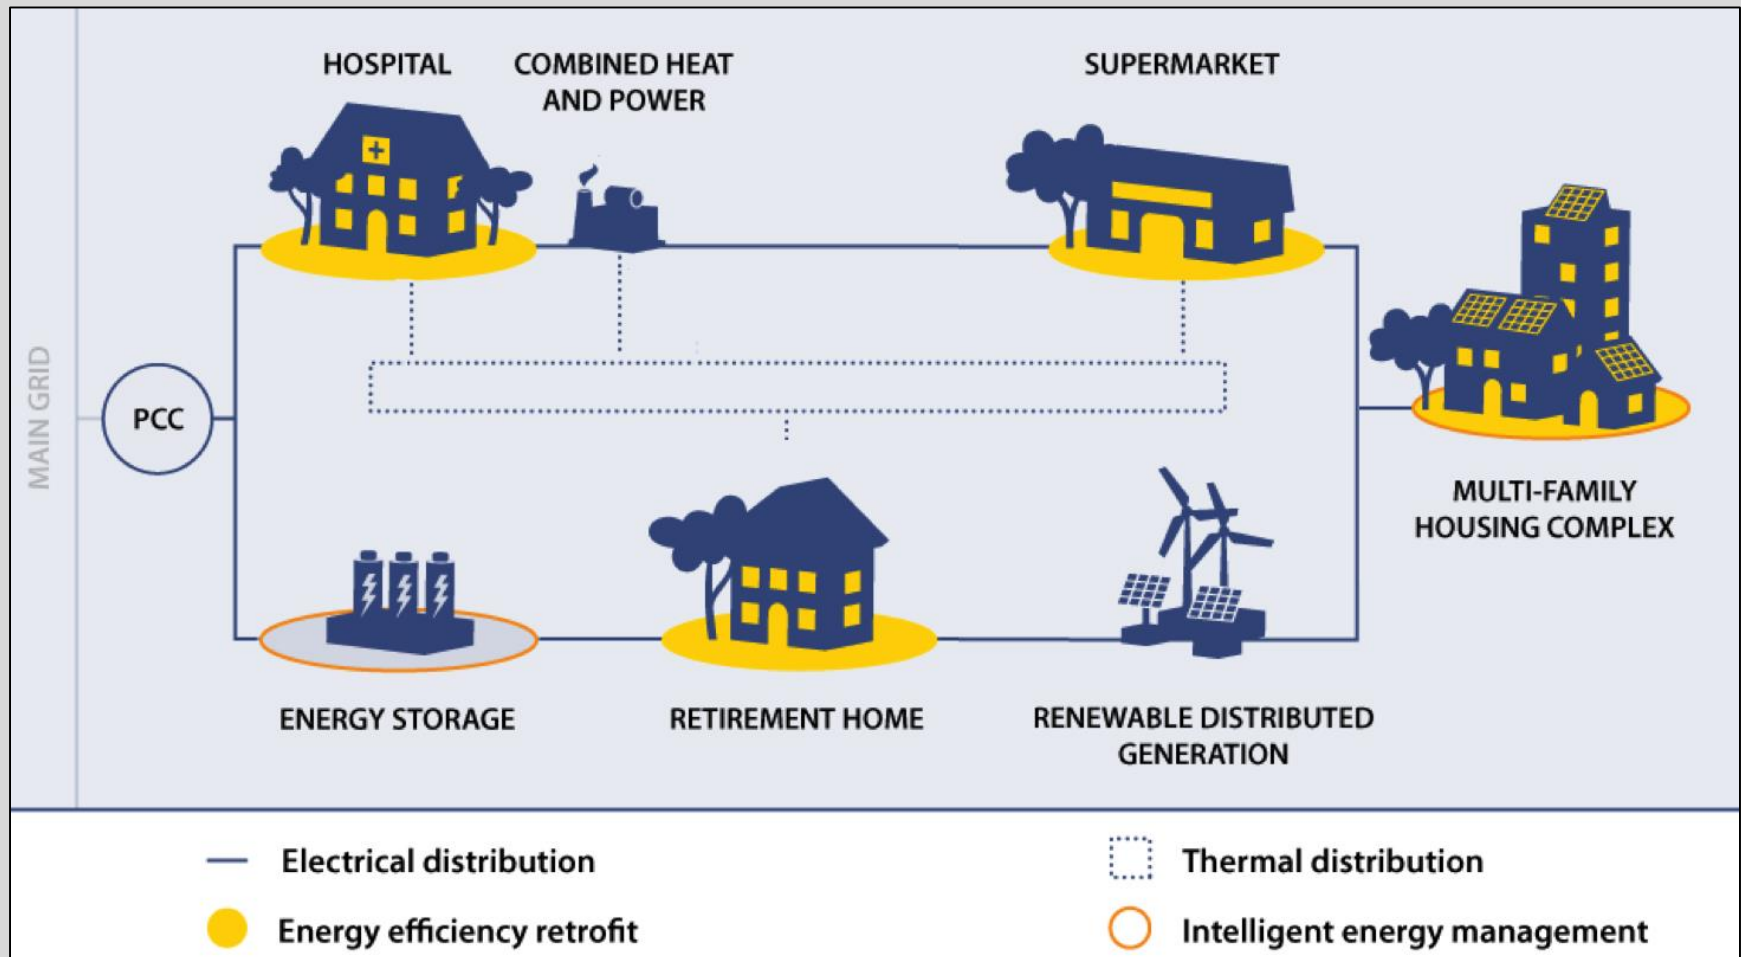 HOSPITAL
COMBINED HEAT
AND POWER
SUPERMARKET
MAIN GRID
PCC
MULTI-FAMILY
HOUSING COMPLEX
ENERGY STORAGE
RETIREMENT HOME
RENEWABLE DISTRIBUTED
GENERATION
Electrical distribution
Thermal distribution
Energy efficiency retrofit
Intelligent energy management